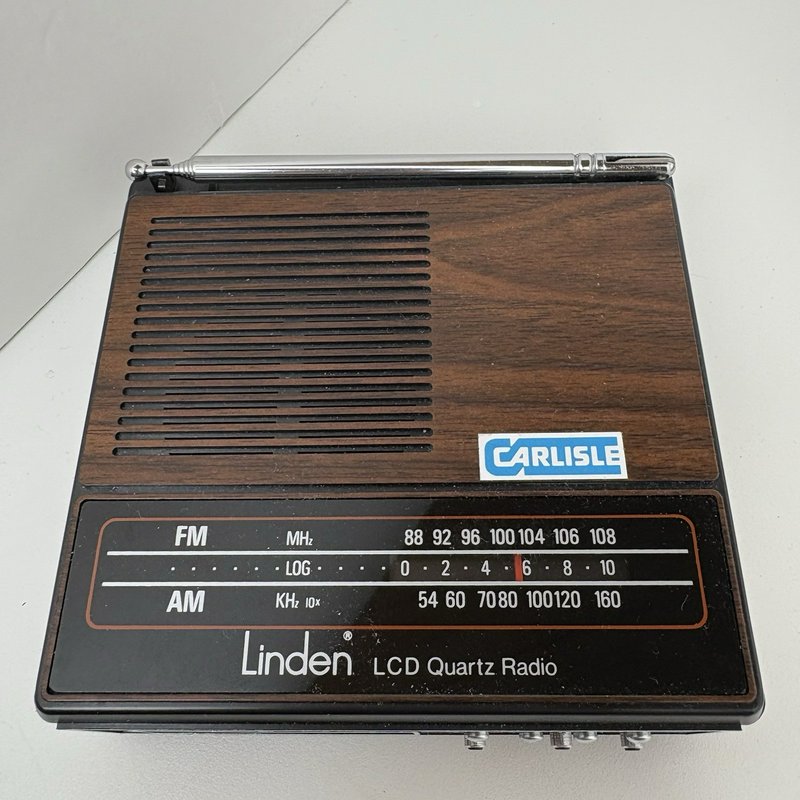 CARLISLE
FM MHz 88 92 96 100 104 106 108
· · · · · · LOG · · · · 0 · 2 · 4 · 6 · 8 · 10
AM KHz 10x 54 60 70 80 100 120 160
Linden® LCD Quartz Radio